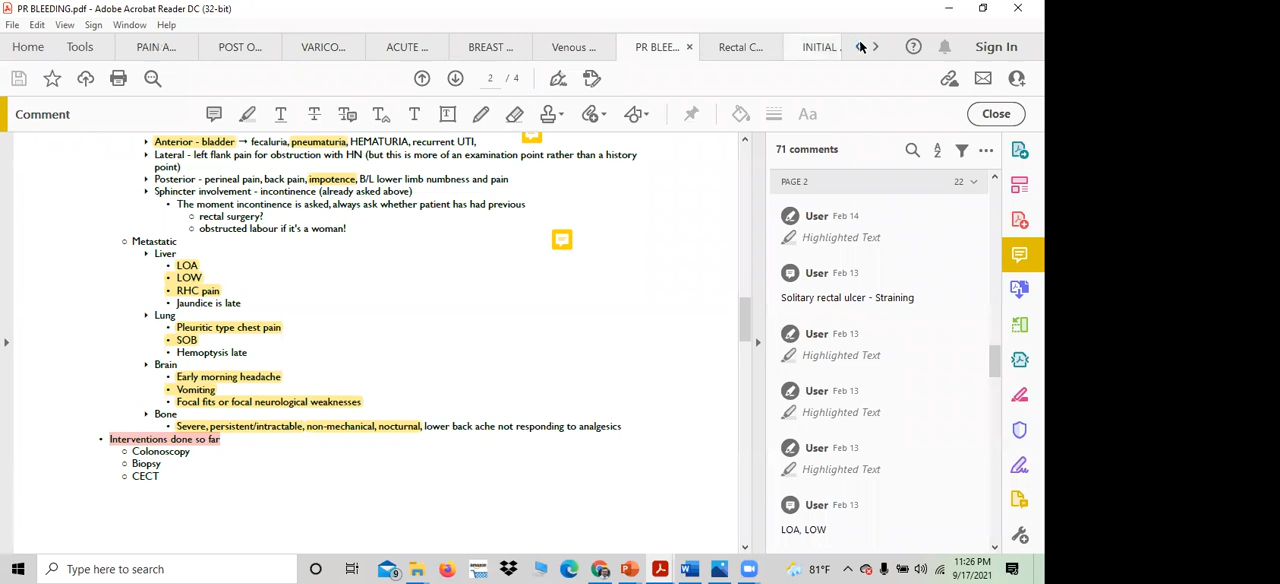 PR BLEEDING.pdf - Adobe Acrobat Reader DC (32-bit)
File Edit View Sign Window Help
Home Tools PAIN A... POST O... VARICO... ACUTE ... BREAST ... Venous ... PR BLEE... × Rectal C... INITIAL . Sign In
2 / 4
Comment
Close
▸ Anterior - bladder → fecaluria, pneumaturia, HEMATURIA, recurrent UTI,
▸ Lateral - left flank pain for obstruction with HN (but this is more of an examination point rather than a history
point)
▸ Posterior - perineal pain, back pain, impotence, B/L lower limb numbness and pain
▸ Sphincter involvement - incontinence (already asked above)
• The moment incontinence is asked, always ask whether patient has had previous
○ rectal surgery?
○ obstructed labour if it's a woman!
○ Metastatic
▸ Liver
• LOA
• LOW
• RHC pain
• Jaundice is late
▸ Lung
• Pleuritic type chest pain
• SOB
• Hemoptysis late
▸ Brain
• Early morning headache
• Vomiting
• Focal fits or focal neurological weaknesses
▸ Bone
• Severe, persistent/intractable, non-mechanical, nocturnal, lower back ache not responding to analgesics
• Interventions done so far
○ Colonoscopy
○ Biopsy
○ CECT
71 comments
PAGE 2 22
User Feb 14
Highlighted Text
User Feb 13
Solitary rectal ulcer - Straining
User Feb 13
Highlighted Text
User Feb 13
Highlighted Text
User Feb 13
Highlighted Text
User Feb 13
LOA, LOW
Type here to search
81°F
11:26 PM
9/17/2021